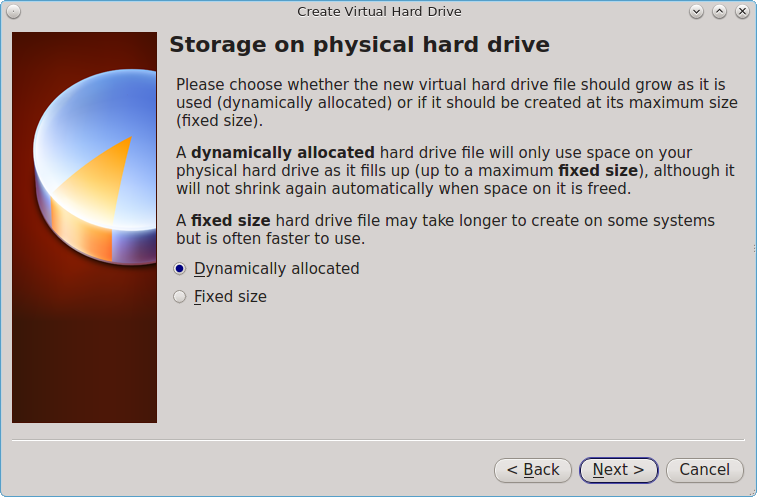 Create Virtual Hard Drive
Storage on physical hard drive
Please choose whether the new virtual hard drive file should grow as it is
used (dynamically allocated) or if it should be created at its maximum size
(fixed size).
A dynamically allocated hard drive file will only use space on your
physical hard drive as it fills up (up to a maximum fixed size), although it
will not shrink again automatically when space on it is freed.
A fixed size hard drive file may take longer to create on some systems
but is often faster to use.
Dynamically allocated
Fixed size
< Back
Next >
Cancel